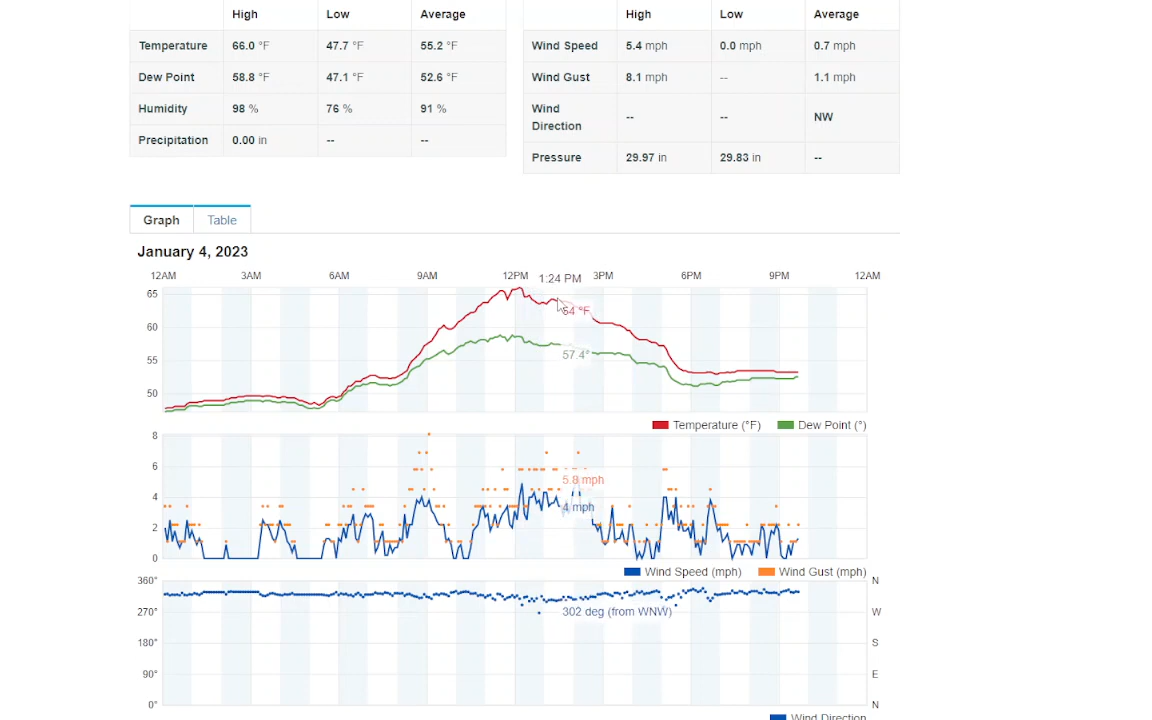 High Low Average
Temperature 66.0 °F 47.7 °F 55.2 °F
Dew Point 58.8 °F 47.1 °F 52.6 °F
Humidity 98 % 76 % 91 %
Precipitation 0.00 in -- --
High Low Average
Wind Speed 5.4 mph 0.0 mph 0.7 mph
Wind Gust 8.1 mph -- 1.1 mph
Wind Direction -- -- NW
Pressure 29.97 in 29.83 in --
Graph Table
January 4, 2023
12AM 3AM 6AM 9AM 12PM 1:24 PM 3PM 6PM 9PM 12AM
65
64 °F
60
57.4°
55
50
Temperature (°F) Dew Point (°)
8
6
5.8 mph
4
4 mph
2
0
Wind Speed (mph) Wind Gust (mph)
360° N
270° W
302 deg (from WNW)
180° S
90° E
0° N
Wind Direction